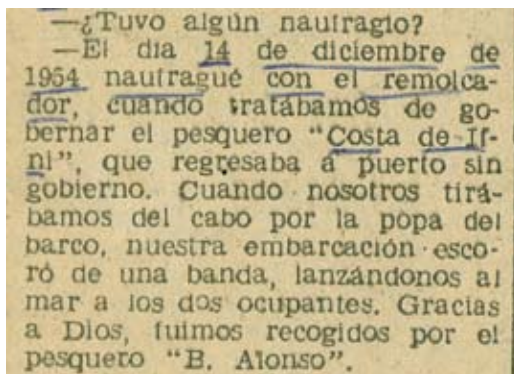 —¿Tuvo algún naufragio?
—El día 14 de diciembre de
1954 naufragué con el remolca-
dor, cuando tratábamos de go-
bernar el pesquero "Costa de If-
ni", que regresaba a puerto sin
gobierno. Cuando nosotros tirá-
bamos del cabo por la popa del
barco, nuestra embarcación esco-
ró de una banda, lanzándonos al
mar a los dos ocupantes. Gracias
a Dios, fuimos recogidos por el
pesquero "B. Alonso".